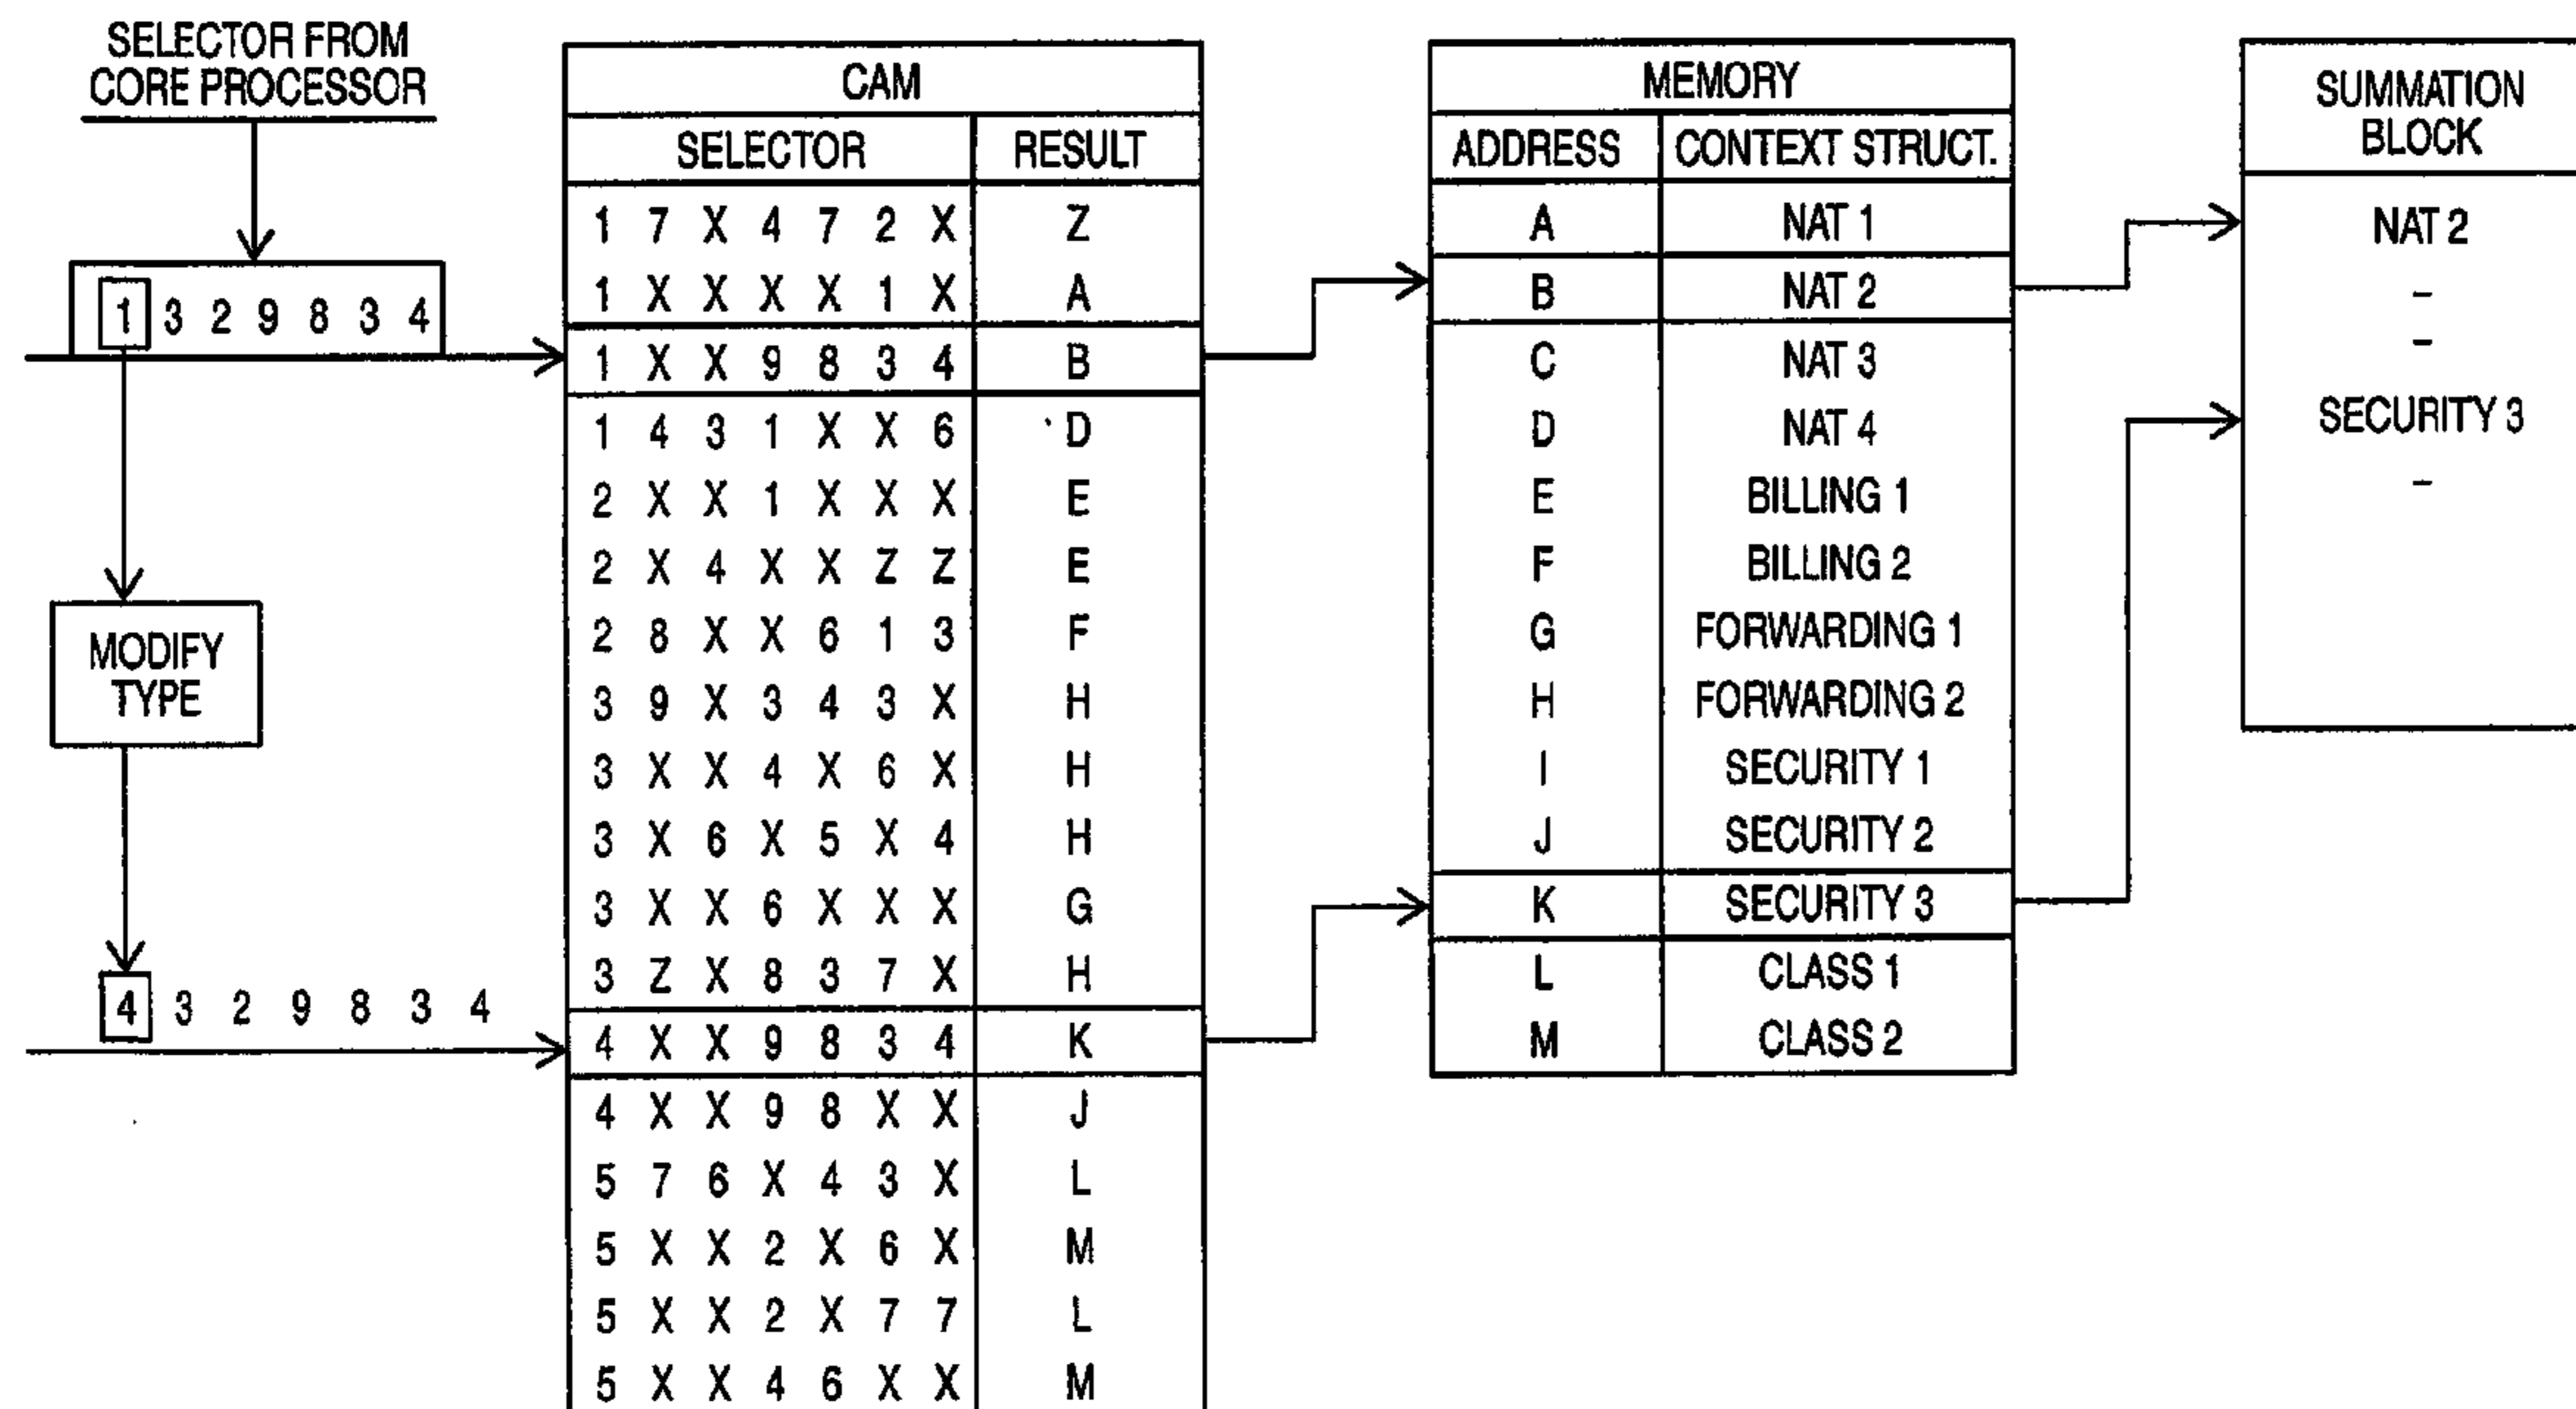 SELECTOR FROM
CORE PROCESSOR
1 3 2 9 8 3 4
MODIFY
TYPE
4 3 2 9 8 3 4
CAM
SELECTOR RESULT
1 7 X 4 7 2 X Z
1 X X X X 1 X A
1 X X 9 8 3 4 B
1 4 3 1 X X 6 D
2 X X 1 X X X E
2 X 4 X X Z Z E
2 8 X X 6 1 3 F
3 9 X 3 4 3 X H
3 X X 4 X 6 X H
3 X 6 X 5 X 4 H
3 X X 6 X X X G
3 Z X 8 3 7 X H
4 X X 9 8 3 4 K
4 X X 9 8 X X J
5 7 6 X 4 3 X L
5 X X 2 X 6 X M
5 X X 2 X 7 7 L
5 X X 4 6 X X M
MEMORY
ADDRESS CONTEXT STRUCT.
A NAT 1
B NAT 2
C NAT 3
D NAT 4
E BILLING 1
F BILLING 2
G FORWARDING 1
H FORWARDING 2
I SECURITY 1
J SECURITY 2
K SECURITY 3
L CLASS 1
M CLASS 2
SUMMATION
BLOCK
NAT 2
–
–
SECURITY 3
–